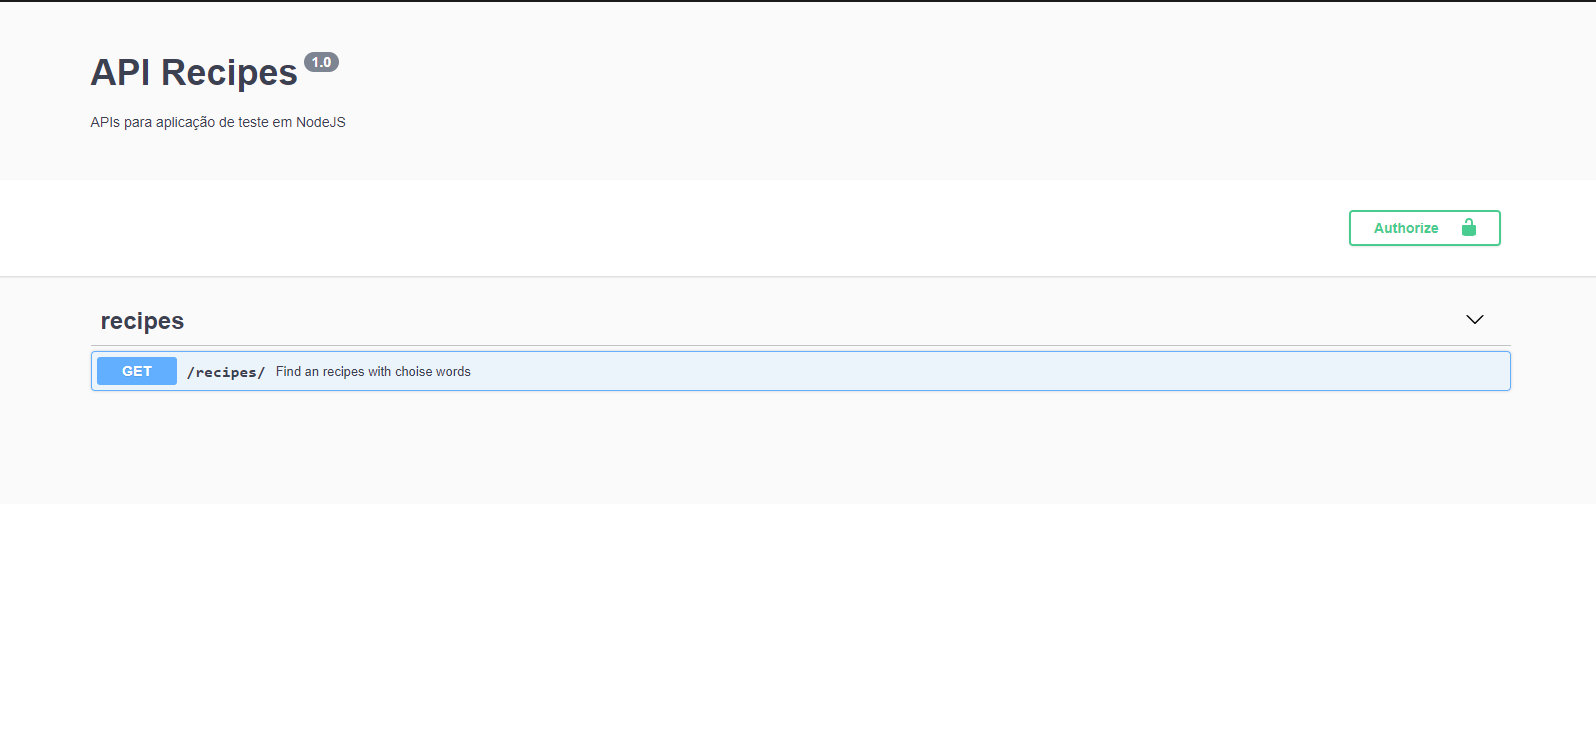 API Recipes 1.0
APIs para aplicação de teste em NodeJS
Authorize
recipes
GET /recipes/ Find an recipes with choise words